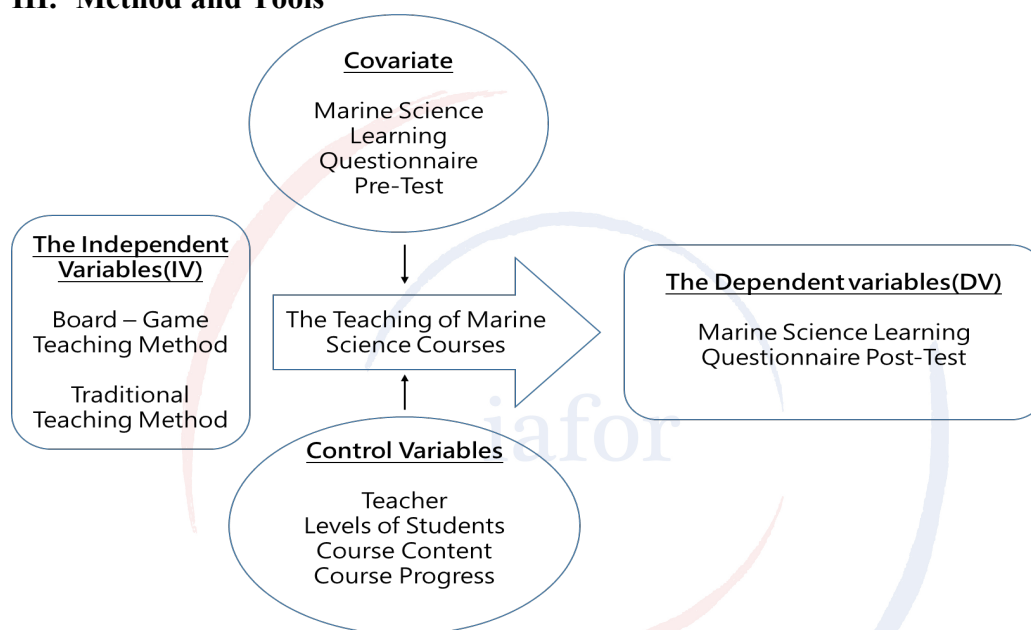 III. Method and Tools
Covariate
Marine Science
Learning
Questionnaire
Pre-Test
The Independent
Variables(IV)
Board – Game
Teaching Method
Traditional
Teaching Method
The Teaching of Marine
Science Courses
The Dependent variables(DV)
Marine Science Learning
Questionnaire Post-Test
iafor
Control Variables
Teacher
Levels of Students
Course Content
Course Progress